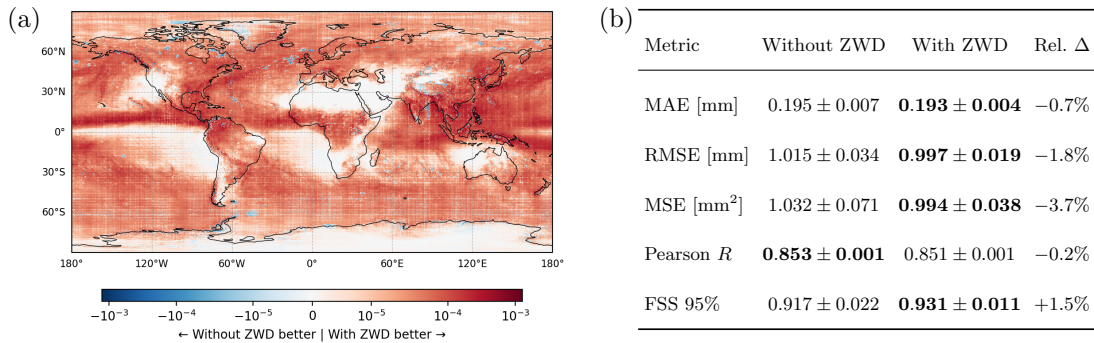 (a)
60°N
30°N
0°
30°S
60°S
180° 120°W 60°W 0° 60°E 120°E 180°
−10⁻³ −10⁻⁴ −10⁻⁵ 0 10⁻⁵ 10⁻⁴ 10⁻³
← Without ZWD better | With ZWD better →
(b)
Metric Without ZWD With ZWD Rel. Δ
MAE [mm] 0.195 ± 0.007 0.193 ± 0.004 −0.7%
RMSE [mm] 1.015 ± 0.034 0.997 ± 0.019 −1.8%
MSE [mm²] 1.032 ± 0.071 0.994 ± 0.038 −3.7%
Pearson R 0.853 ± 0.001 0.851 ± 0.001 −0.2%
FSS 95% 0.917 ± 0.022 0.931 ± 0.011 +1.5%